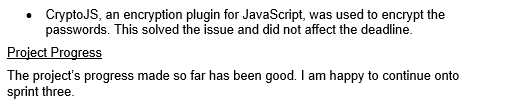 • CryptoJS, an encryption plugin for JavaScript, was used to encrypt the
passwords. This solved the issue and did not affect the deadline.
Project Progress
The project's progress made so far has been good. I am happy to continue onto
sprint three.